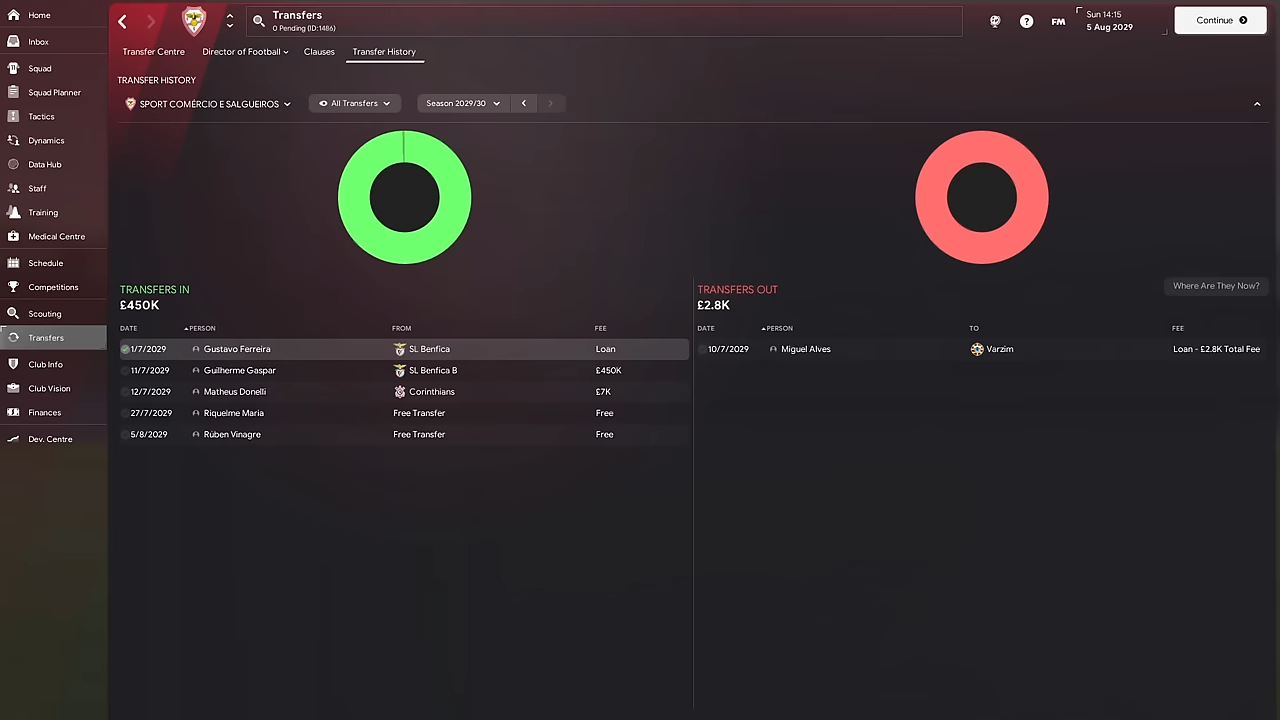 Home
Inbox
Squad
Squad Planner
Tactics
Dynamics
Data Hub
Staff
Training
Medical Centre
Schedule
Competitions
Scouting
Transfers
Club Info
Club Vision
Finances
Dev. Centre
Transfers
0 Pending (ID:1486)
FM
Sun 14:15
5 Aug 2029
Continue
Transfer Centre Director of Football Clauses Transfer History
TRANSFER HISTORY
SPORT COMÉRCIO E SALGUEIROS All Transfers Season 2029/30
TRANSFERS IN
£450K
DATE PERSON FROM FEE
1/7/2029 Gustavo Ferreira SL Benfica Loan
11/7/2029 Guilherme Gaspar SL Benfica B £450K
12/7/2029 Matheus Donelli Corinthians £7K
27/7/2029 Riquelme Maria Free Transfer Free
5/8/2029 Rúben Vinagre Free Transfer Free
TRANSFERS OUT
£2.8K
Where Are They Now?
DATE PERSON TO FEE
10/7/2029 Miguel Alves Varzim Loan - £2.8K Total Fee